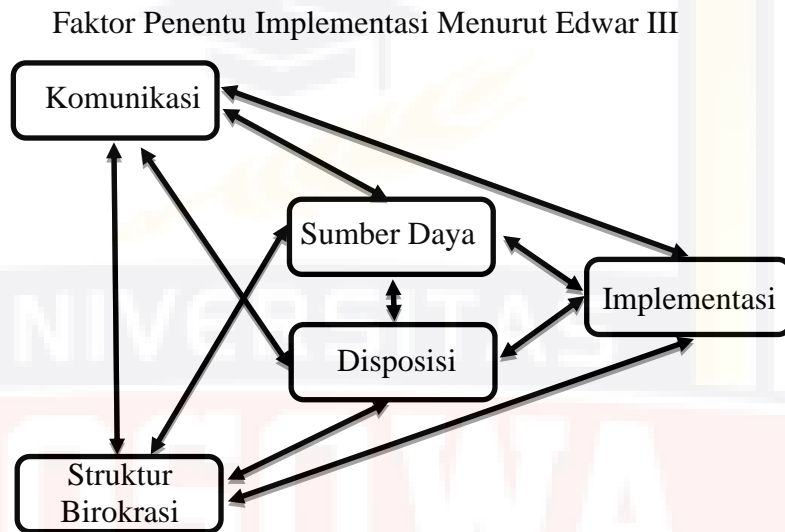 Faktor Penentu Implementasi Menurut Edwar III
Komunikasi
Sumber Daya
Implementasi
Disposisi
Struktur
Birokrasi